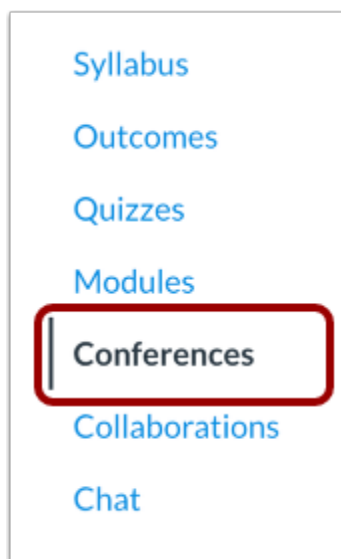 Syllabus
Outcomes
Quizzes
Modules
Conferences
Collaborations
Chat